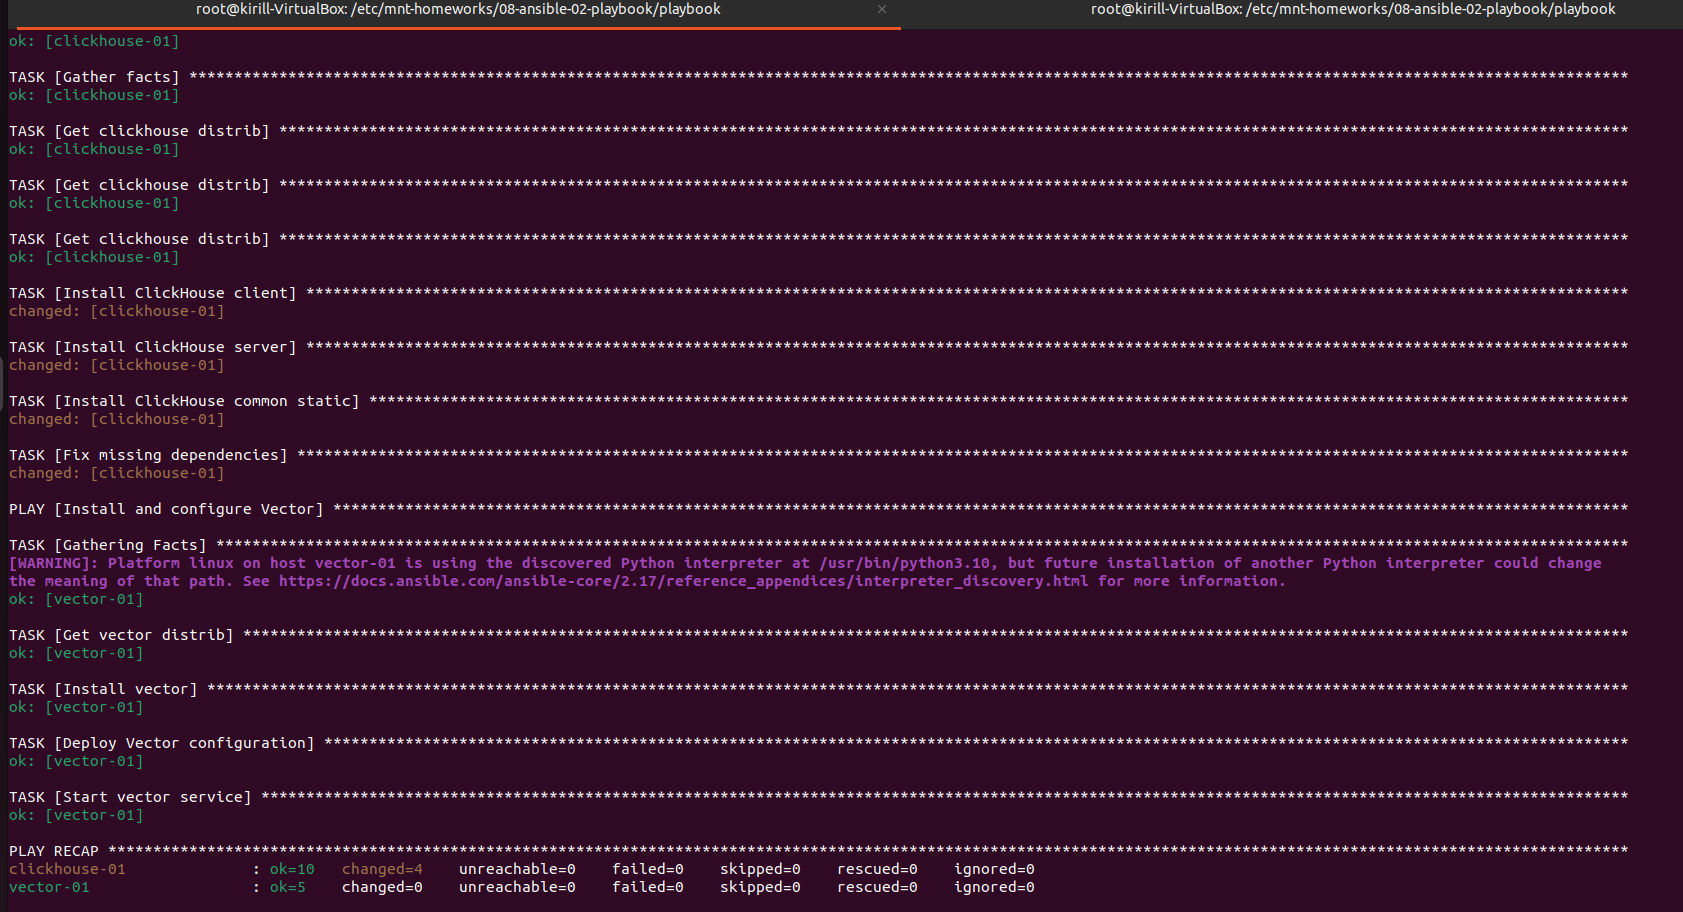 root@kirill-VirtualBox: /etc/mnt-homeworks/08-ansible-02-playbook/playbook × root@kirill-VirtualBox: /etc/mnt-homeworks/08-ansible-02-playbook/playbook
ok: [clickhouse-01]
TASK [Gather facts] ****************************************************************************************************************************************************************
ok: [clickhouse-01]
TASK [Get clickhouse distrib] ******************************************************************************************************************************************************
ok: [clickhouse-01]
TASK [Get clickhouse distrib] ******************************************************************************************************************************************************
ok: [clickhouse-01]
TASK [Get clickhouse distrib] ******************************************************************************************************************************************************
ok: [clickhouse-01]
TASK [Install ClickHouse client] ***************************************************************************************************************************************************
changed: [clickhouse-01]
TASK [Install ClickHouse server] ***************************************************************************************************************************************************
changed: [clickhouse-01]
TASK [Install ClickHouse common static] ********************************************************************************************************************************************
changed: [clickhouse-01]
TASK [Fix missing dependencies] ****************************************************************************************************************************************************
changed: [clickhouse-01]
PLAY [Install and configure Vector] ************************************************************************************************************************************************
TASK [Gathering Facts] *************************************************************************************************************************************************************
[WARNING]: Platform linux on host vector-01 is using the discovered Python interpreter at /usr/bin/python3.10, but future installation of another Python interpreter could change
the meaning of that path. See https://docs.ansible.com/ansible-core/2.17/reference_appendices/interpreter_discovery.html for more information.
ok: [vector-01]
TASK [Get vector distrib] **********************************************************************************************************************************************************
ok: [vector-01]
TASK [Install vector] **************************************************************************************************************************************************************
ok: [vector-01]
TASK [Deploy Vector configuration] *************************************************************************************************************************************************
ok: [vector-01]
TASK [Start vector service] ********************************************************************************************************************************************************
ok: [vector-01]
PLAY RECAP *************************************************************************************************************************************************************************
clickhouse-01              : ok=10   changed=4    unreachable=0    failed=0    skipped=0    rescued=0    ignored=0
vector-01                  : ok=5    changed=0    unreachable=0    failed=0    skipped=0    rescued=0    ignored=0